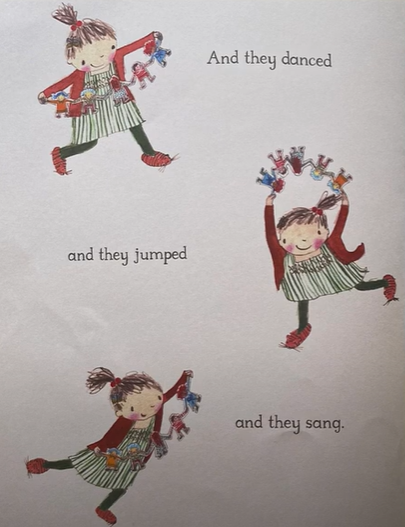 And they danced
and they jumped
and they sang.